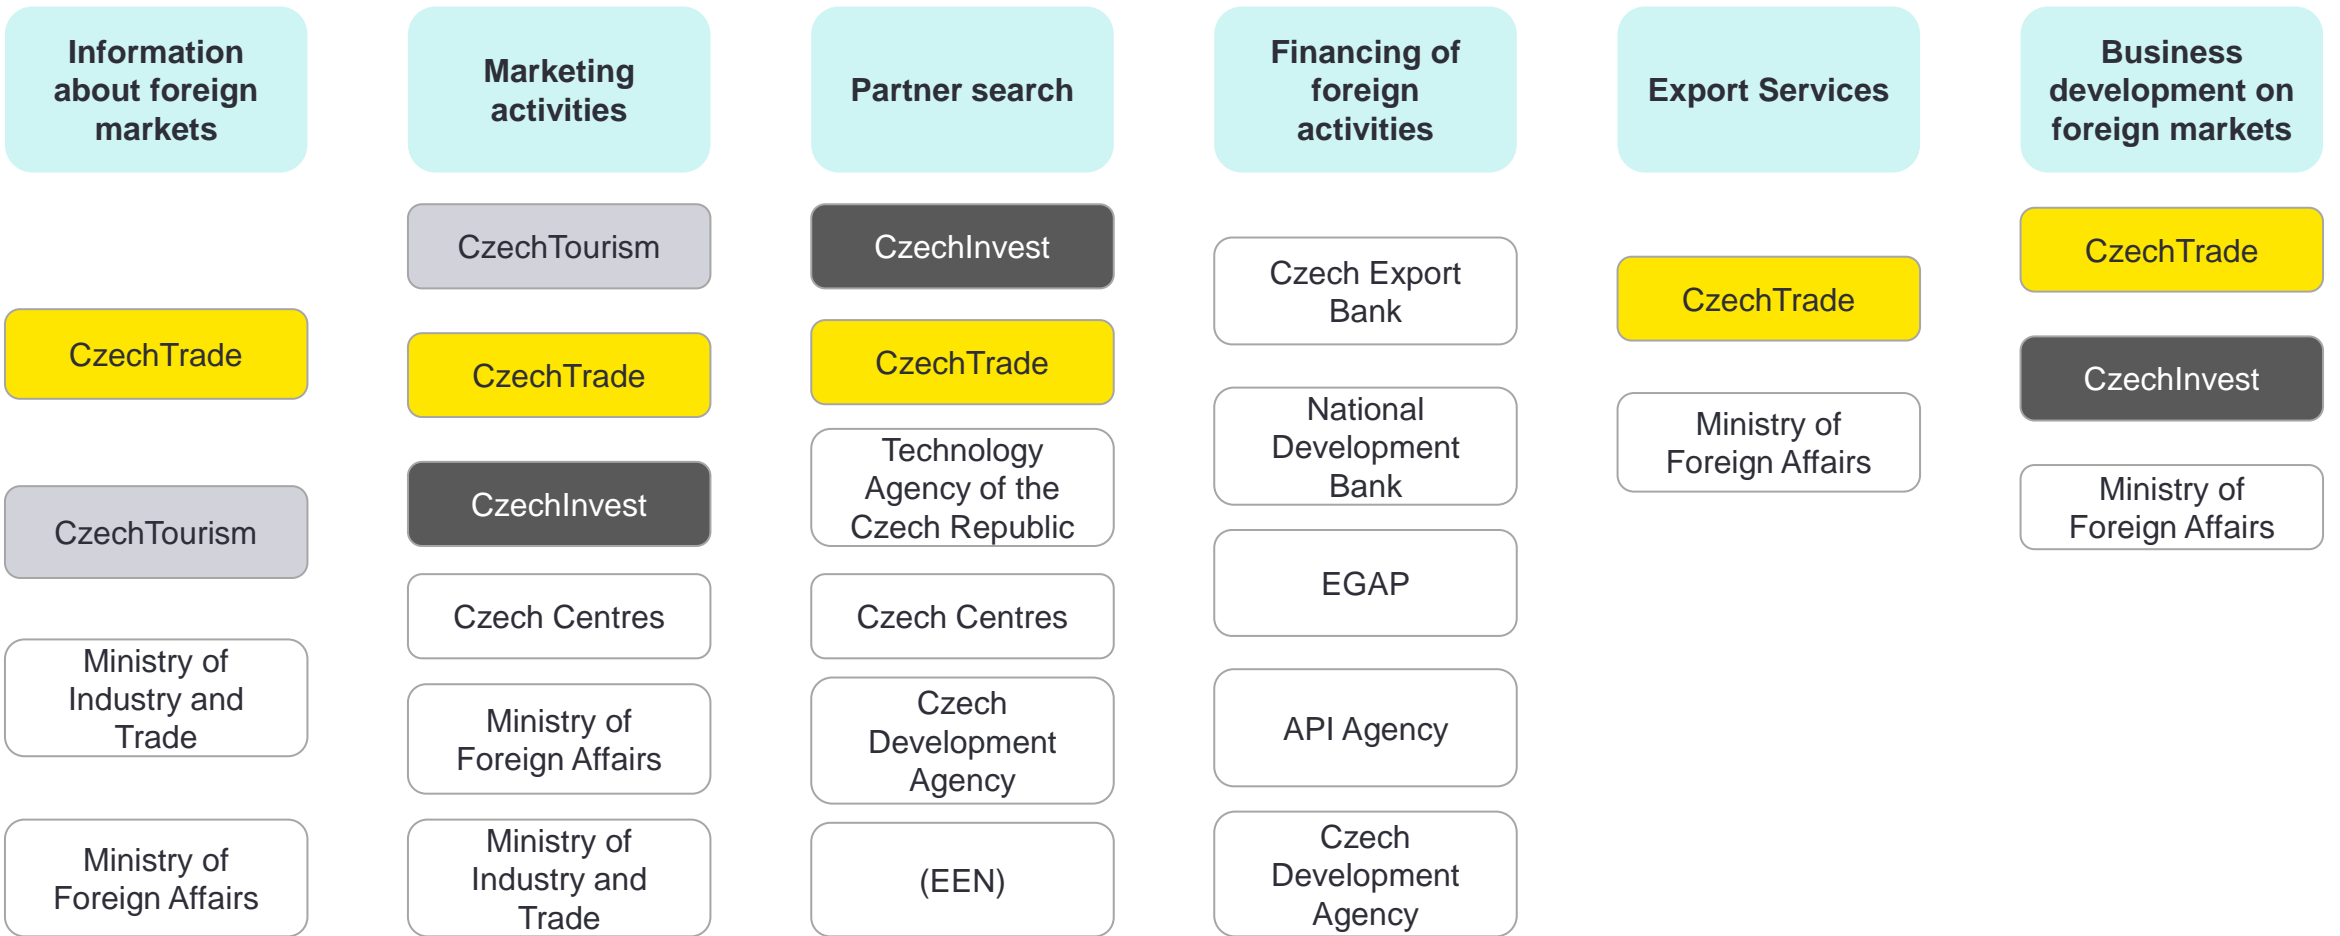 Information
about foreign
markets
CzechTrade
CzechTourism
Ministry of
Industry and
Trade
Ministry of
Foreign Affairs
Marketing
activities
CzechTourism
CzechTrade
CzechInvest
Czech Centres
Ministry of
Foreign Affairs
Ministry of
Industry and
Trade
Partner search
CzechInvest
CzechTrade
Technology
Agency of the
Czech Republic
Czech Centres
Czech
Development
Agency
(EEN)
Financing of
foreign
activities
Czech Export
Bank
National
Development
Bank
EGAP
API Agency
Czech
Development
Agency
Export Services
CzechTrade
Ministry of
Foreign Affairs
Business
development on
foreign markets
CzechTrade
CzechInvest
Ministry of
Foreign Affairs